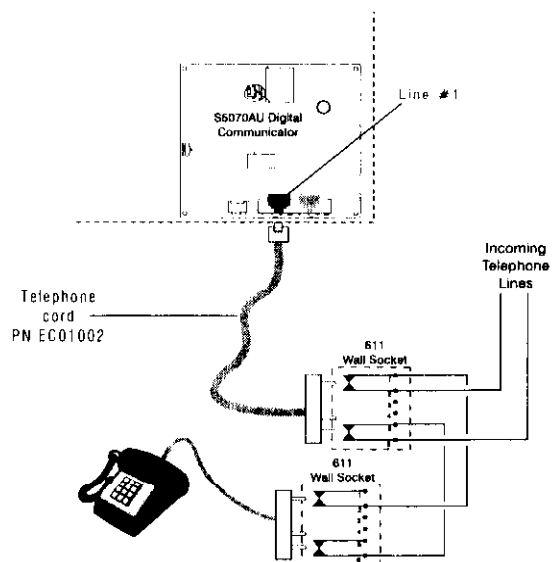 Line #1
S5070AU Digital
Communicator
Incoming
Telephone
Lines
Telephone
cord
PN EC01002
611
Wall Socket
611
Wall Socket